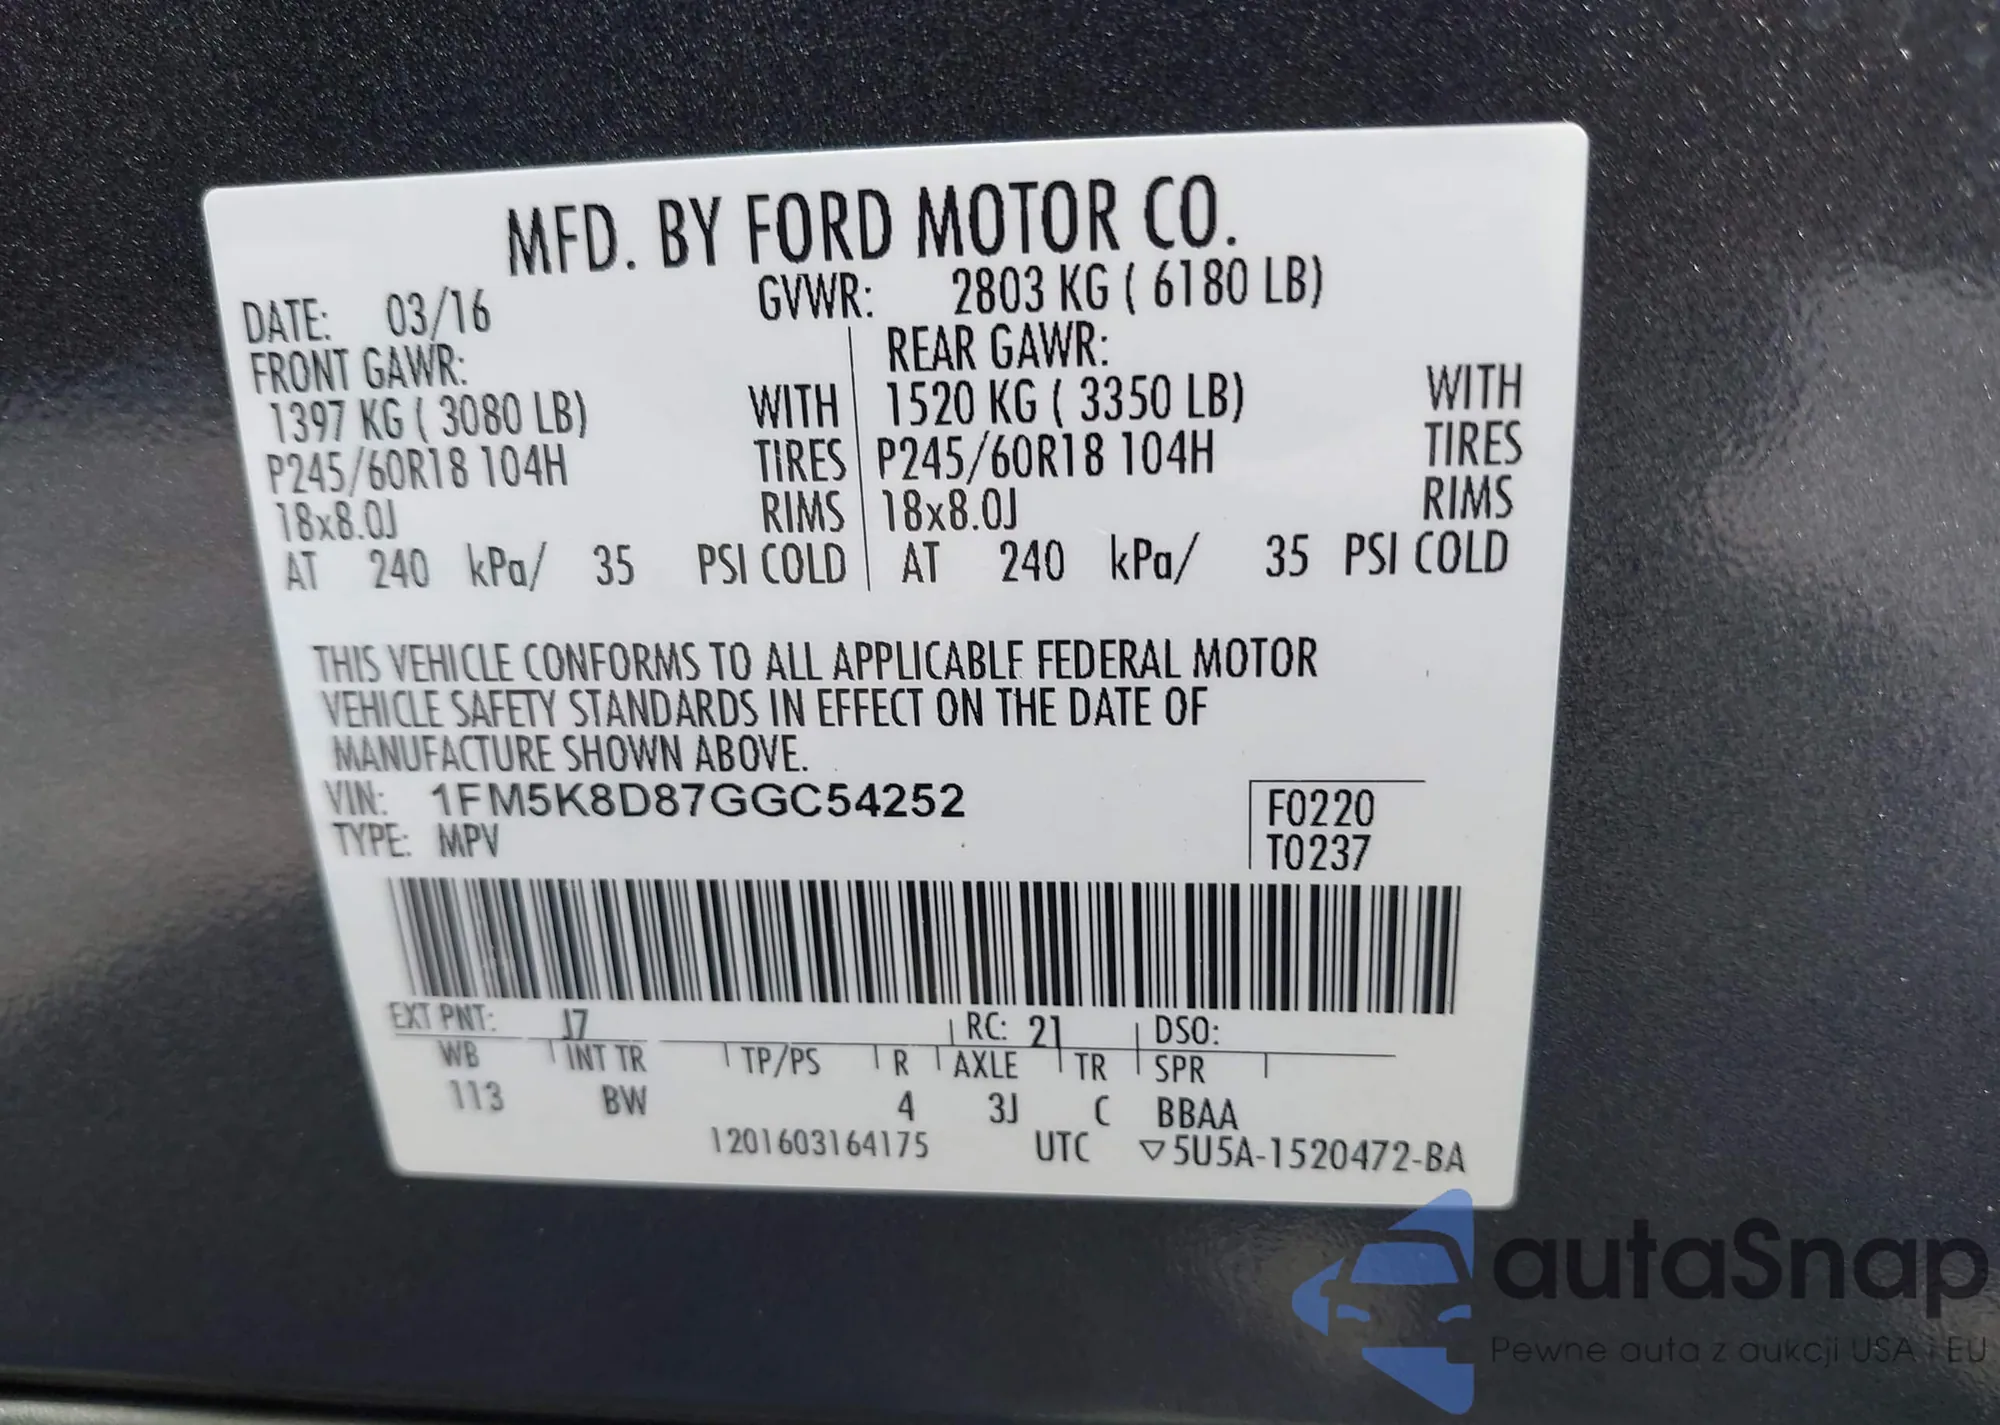 MFD. BY FORD MOTOR CO.
DATE: 03/16 GVWR: 2803 KG ( 6180 LB)
FRONT GAWR: REAR GAWR:
1397 KG ( 3080 LB) WITH 1520 KG ( 3350 LB) WITH
P245/60R18 104H TIRES P245/60R18 104H TIRES
18x8.0J RIMS 18x8.0J RIMS
AT 240 kPa/ 35 PSI COLD AT 240 kPa/ 35 PSI COLD
THIS VEHICLE CONFORMS TO ALL APPLICABLE FEDERAL MOTOR
VEHICLE SAFETY STANDARDS IN EFFECT ON THE DATE OF
MANUFACTURE SHOWN ABOVE.
VIN: 1FM5K8D87GGC54252 F0220
TYPE: MPV T0237
EXT PNT: J7 RC: 21 DSO:
WB INT TR TP/PS R AXLE TR SPR
113 BW 4 3J C BBAA
1201603164175 UTC ▽5U5A-1520472-BA
autaSnap
Pewne auta z aukcji USA i EU